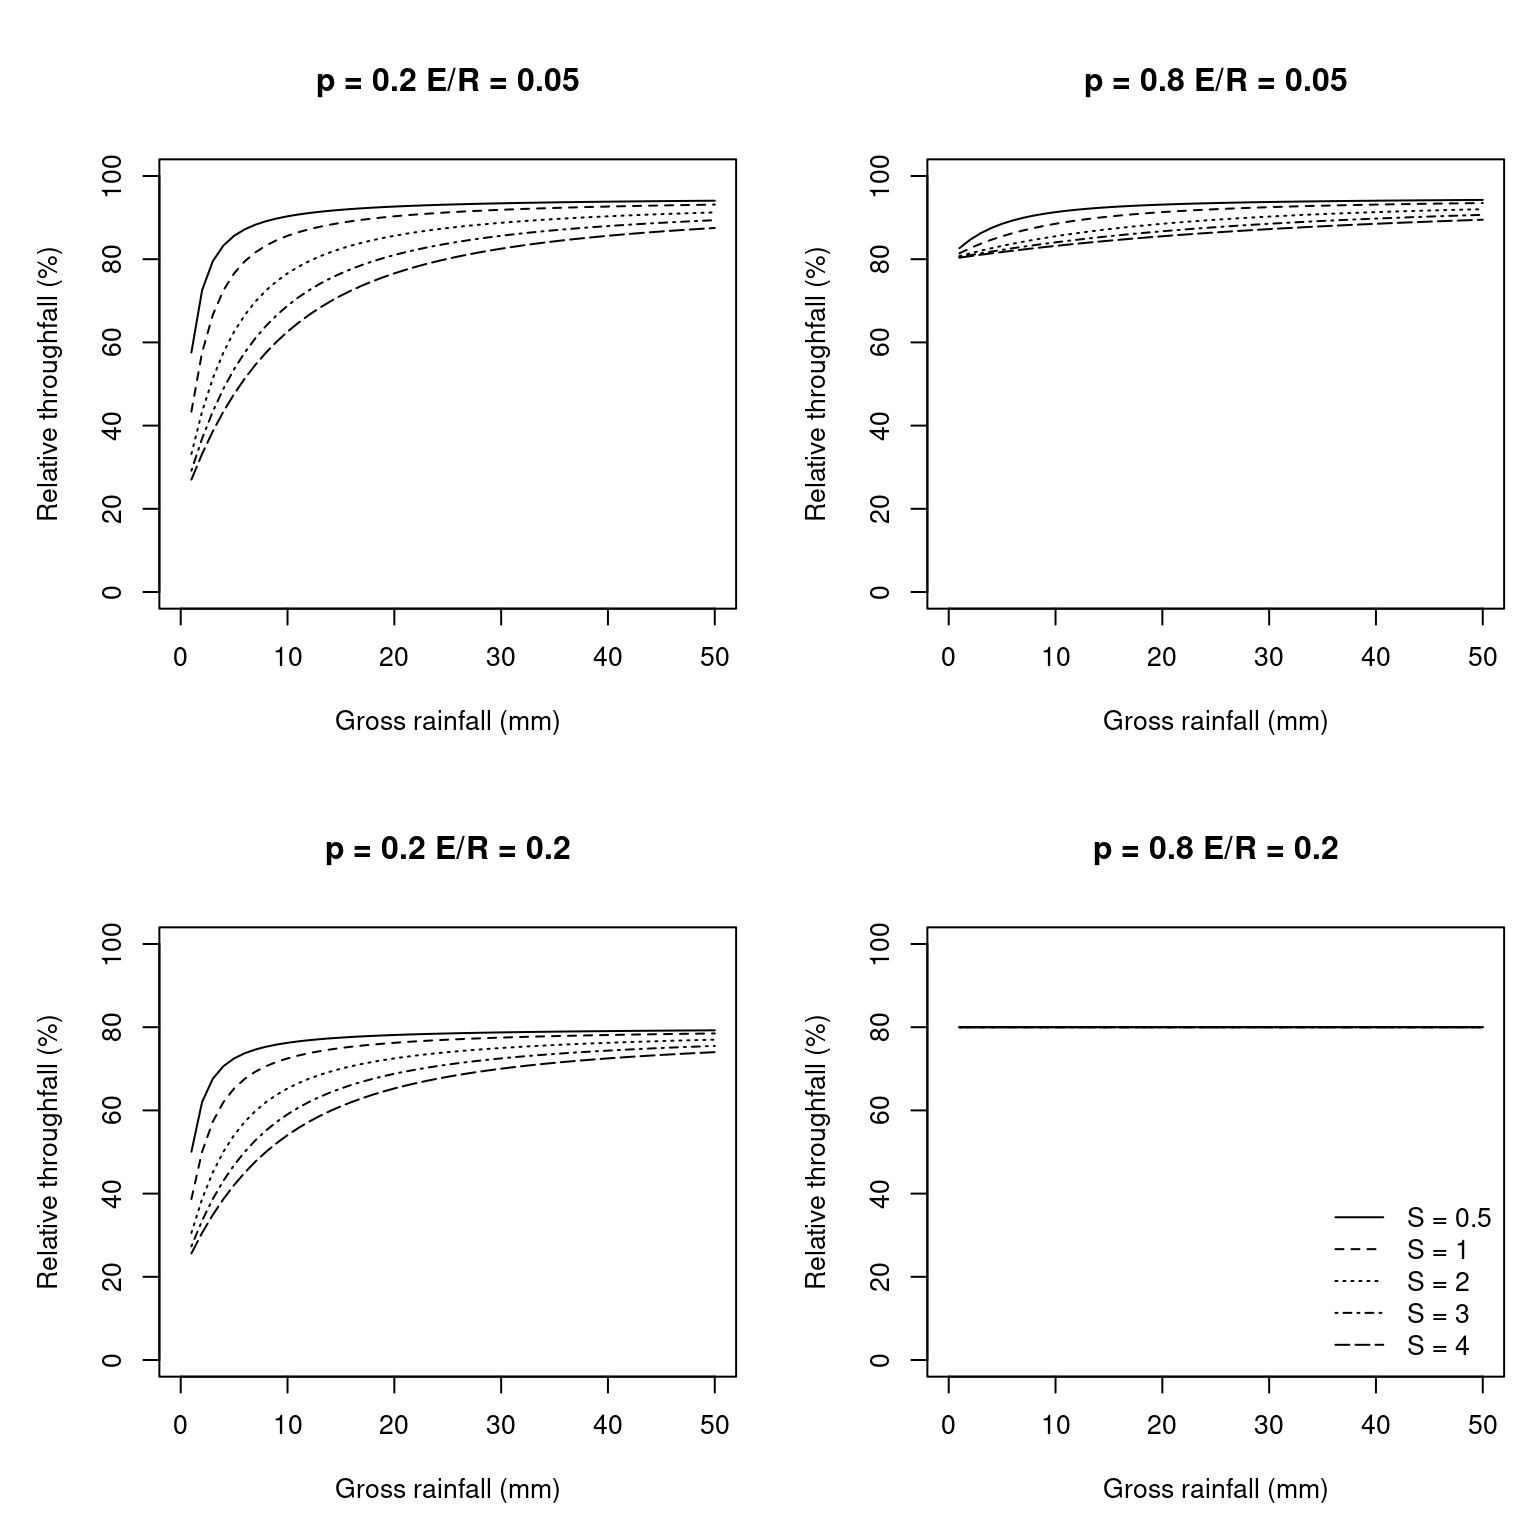 p = 0.2 E/R = 0.05
Relative throughfall (%)
100
80
60
40
20
0
0 10 20 30 40 50
Gross rainfall (mm)
p = 0.8 E/R = 0.05
Relative throughfall (%)
100
80
60
40
20
0
0 10 20 30 40 50
Gross rainfall (mm)
p = 0.2 E/R = 0.2
Relative throughfall (%)
100
80
60
40
20
0
0 10 20 30 40 50
Gross rainfall (mm)
p = 0.8 E/R = 0.2
Relative throughfall (%)
100
80
60
40
20
0
S = 0.5
S = 1
S = 2
S = 3
S = 4
0 10 20 30 40 50
Gross rainfall (mm)